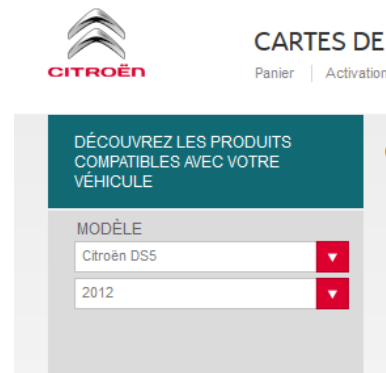 CITROËN
CARTES DE
Panier | Activation
DÉCOUVREZ LES PRODUITS
COMPATIBLES AVEC VOTRE
VÉHICULE
MODÈLE
Citroën DS5
2012